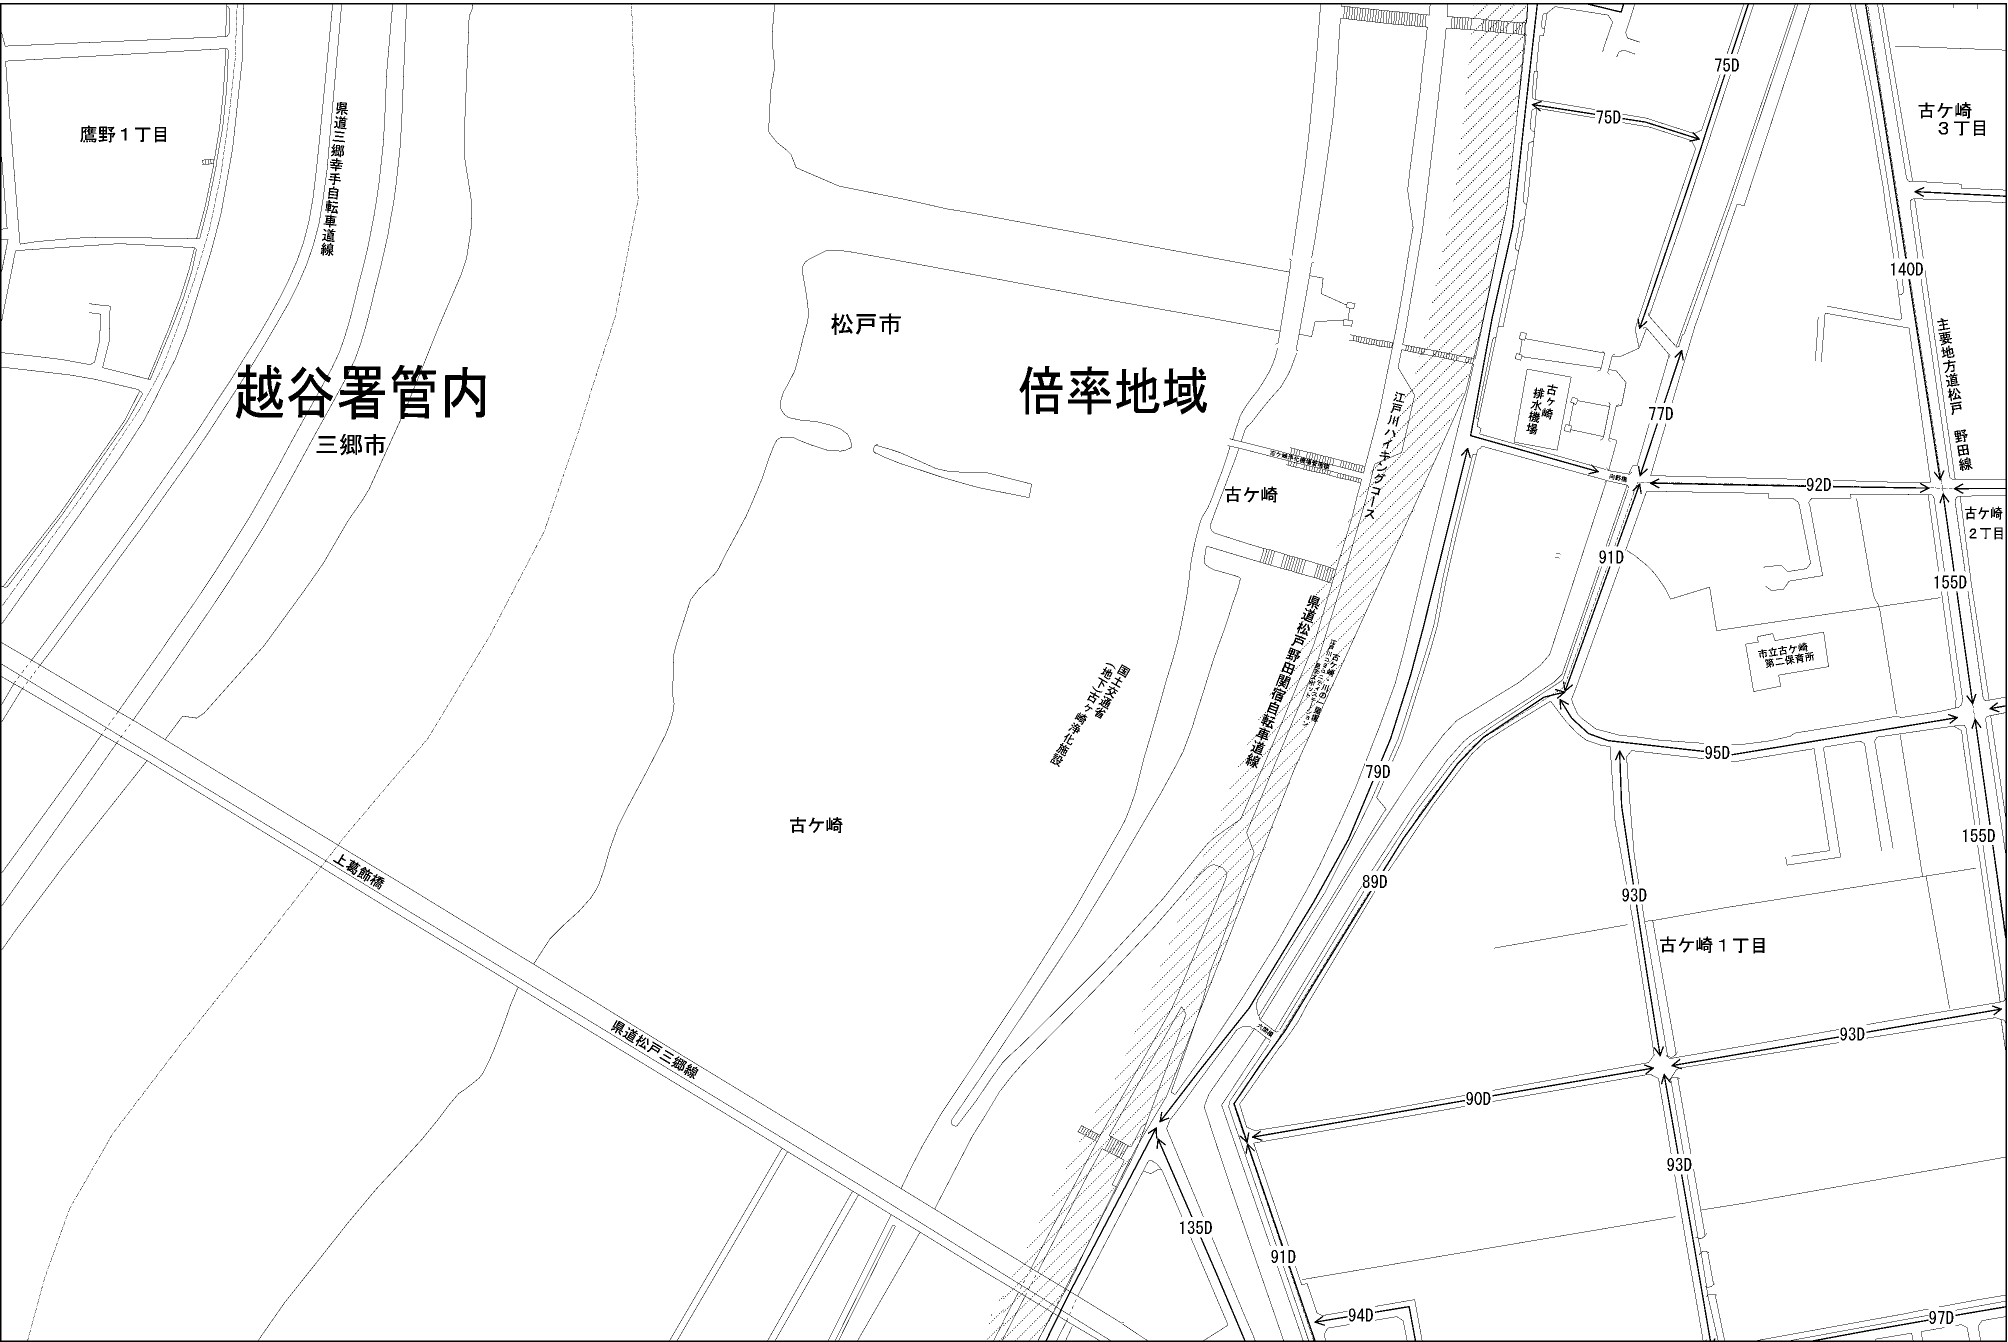 75D
75D
古ケ崎
３丁目
鷹野１丁目
県道三郷幸手自転車道線
140D
松戸市
越谷署管内
三郷市
倍率地域
主要地方道松戸 野田線
江戸川ハイキングコース
古ケ崎
排水機場
77D
向野橋
92D
古ケ崎
古ケ崎
２丁目
91D
155D
県道松戸野田関宿自転車道線
市立古ケ崎
第二保育所
国土交通省
(地下)古ケ崎浄化施設
95D
79D
古ケ崎
155D
上葛飾橋
89D
93D
古ケ崎１丁目
県道松戸三郷線
93D
90D
93D
135D
91D
94D
97D